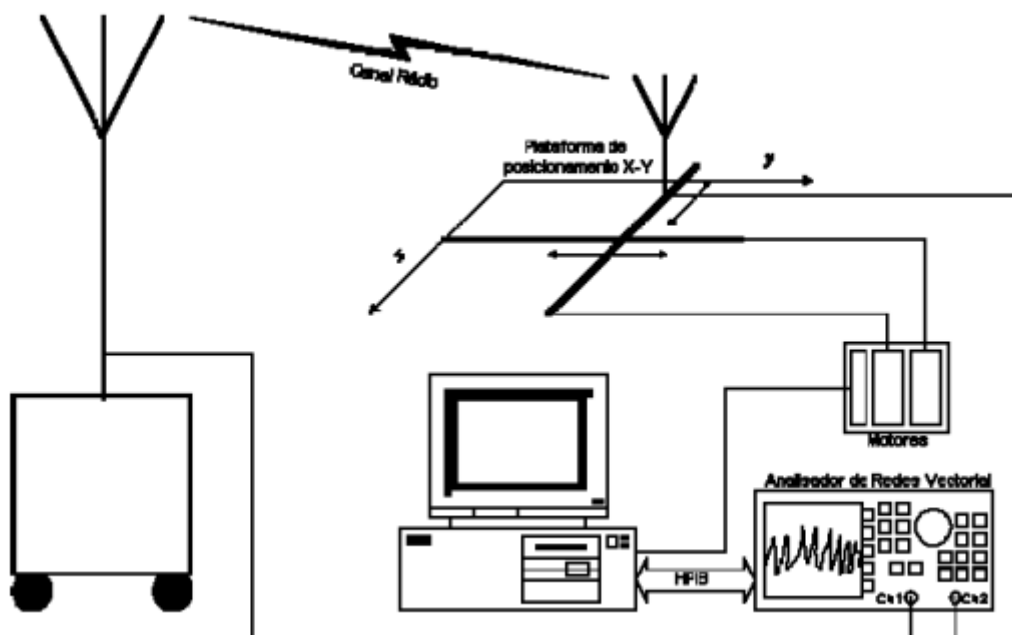 Canal Rádio
Plataforma de
posicionamento X-Y
y
x
Motores
Analisador de Redes Vectorial
HPIB
Ch1
Ch2